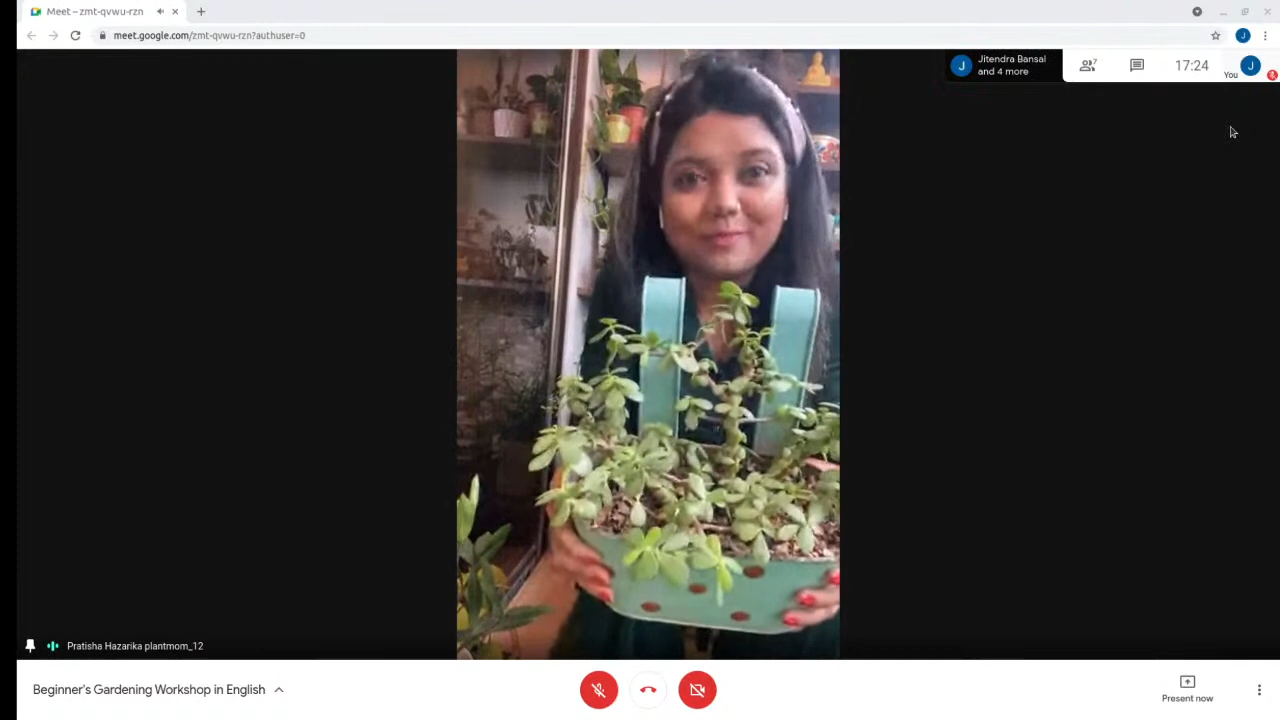 Meet – zmt-qvwu-rzn
meet.google.com/zmt-qvwu-rzn?authuser=0
J
J
Jitendra Bansal
and 4 more
7
17:24
You
J
Pratisha Hazarika plantmom_12
Beginner's Gardening Workshop in English
Present now